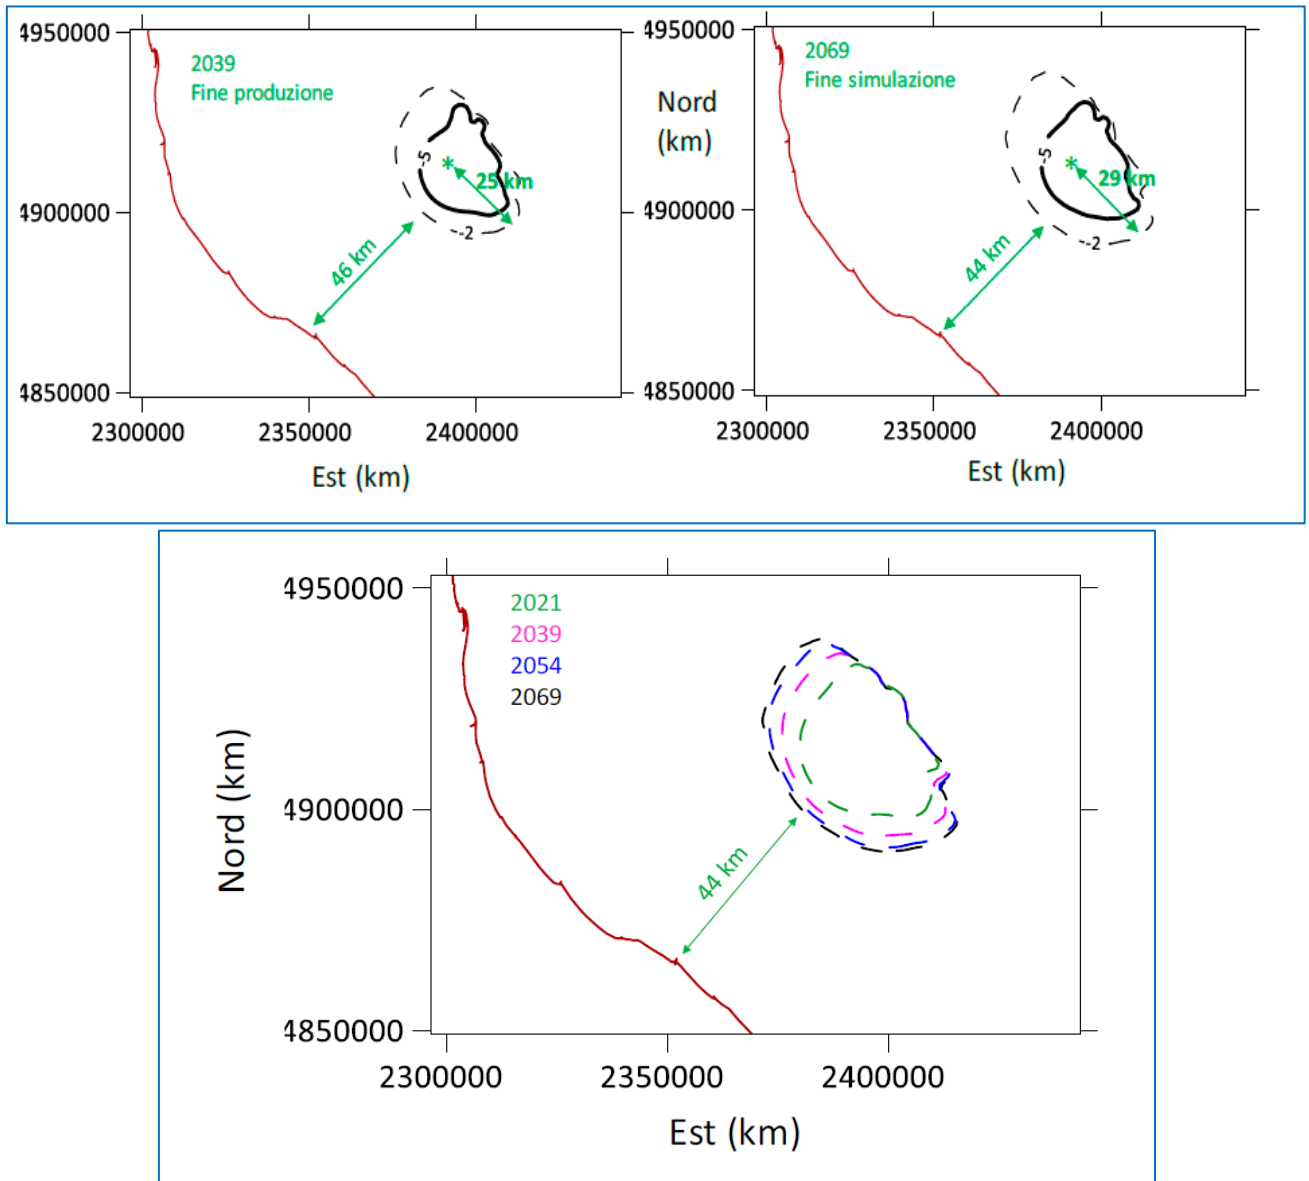 4950000
2039
Fine produzione
-5
*
25 km
4900000
46 km
-2
4850000
2300000 2350000 2400000
Est (km)
4950000
2069
Fine simulazione
Nord
(km)
-5
*
29 km
4900000
44 km
-2
4850000
2300000 2350000 2400000
Est (km)
4950000
2021
2039
2054
2069
Nord (km)
4900000
44 km
4850000
2300000 2350000 2400000
Est (km)